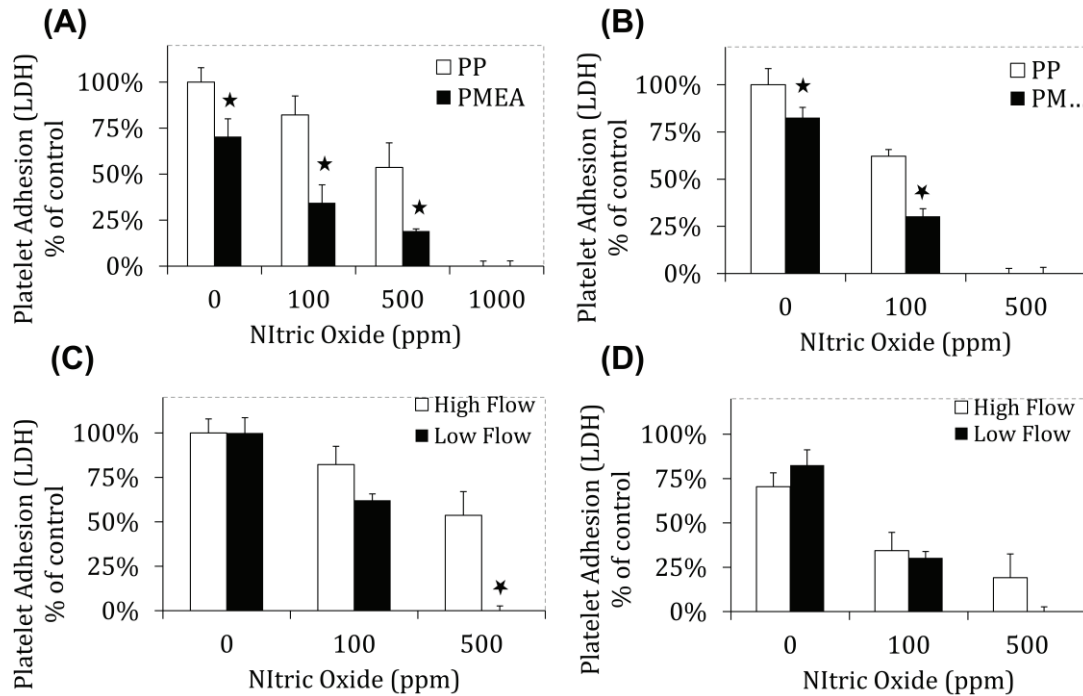 (A)
Platelet Adhesion (LDH)
% of control
100%
75%
50%
25%
0%
PP
PMEA
0 100 500 1000
NItric Oxide (ppm)
(B)
Platelet Adhesion (LDH)
% of control
100%
75%
50%
25%
0%
PP
PM...
0 100 500
NItric Oxide (ppm)
(C)
Platelet Adhesion (LDH)
% of control
100%
75%
50%
25%
0%
High Flow
Low Flow
0 100 500
NItric Oxide (ppm)
(D)
Platelet Adhesion (LDH)
% of control
100%
75%
50%
25%
0%
High Flow
Low Flow
0 100 500
NItric Oxide (ppm)